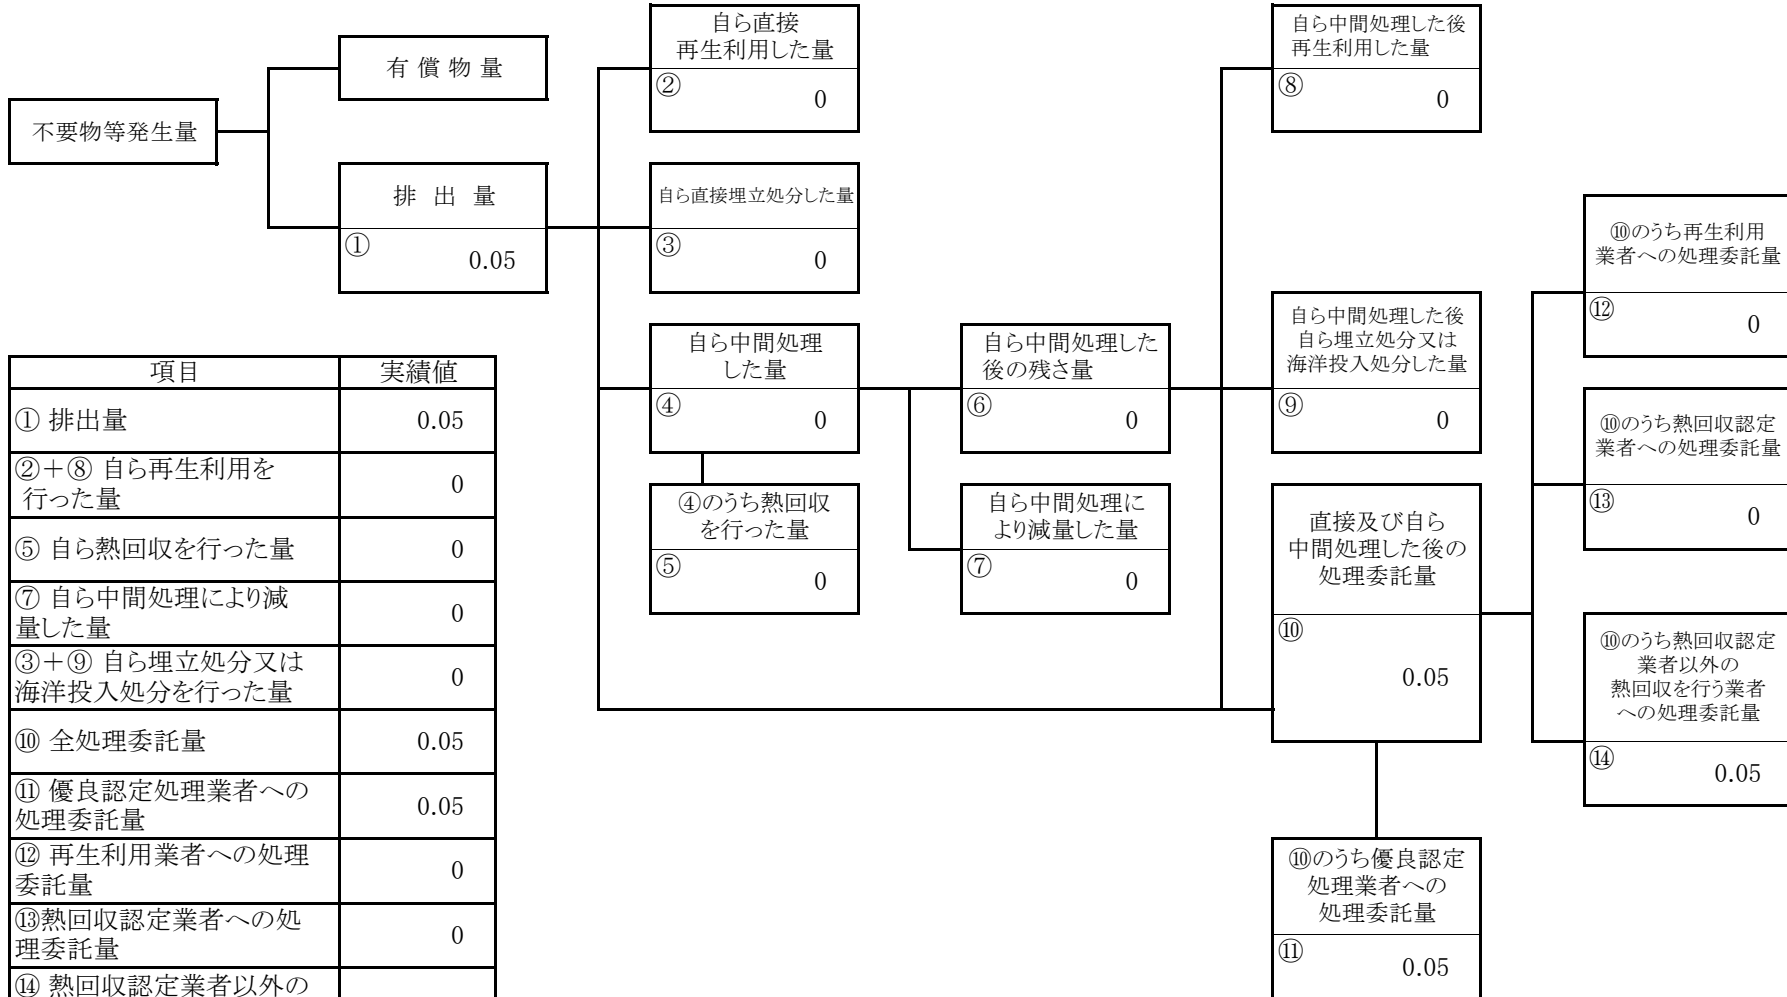 不要物等発生量
有 償 物 量
排 出 量
①
0.05
自ら直接
再生利用した量
②
0
自ら直接埋立処分した量
③
0
自ら中間処理
した量
④
0
④のうち熱回収
を行った量
⑤
0
自ら中間処理した
後の残さ量
⑥
0
自ら中間処理に
より減量した量
⑦
0
自ら中間処理した後
再生利用した量
⑧
0
自ら中間処理した後
自ら埋立処分又は
海洋投入処分した量
⑨
0
直接及び自ら
中間処理した後の
処理委託量
⑩
0.05
⑩のうち優良認定
処理業者への
処理委託量
⑪
0.05
⑩のうち再生利用
業者への処理委託量
⑫
0
⑩のうち熱回収認定
業者への処理委託量
⑬
0
⑩のうち熱回収認定
業者以外の
熱回収を行う業者
への処理委託量
⑭
0.05
項目 実績値
① 排出量 0.05
②+⑧ 自ら再生利用を
行った量 0
⑤ 自ら熱回収を行った量 0
⑦ 自ら中間処理により減
量した量 0
③+⑨ 自ら埋立処分又は
海洋投入処分を行った量 0
⑩ 全処理委託量 0.05
⑪ 優良認定処理業者への
処理委託量 0.05
⑫ 再生利用業者への処理
委託量 0
⑬熱回収認定業者への処
理委託量 0
⑭ 熱回収認定業者以外の